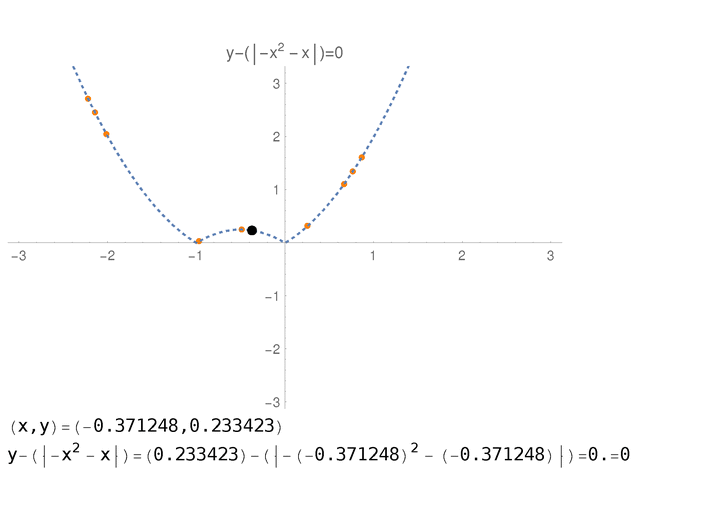 y−(|−x²−x|)=0
3
2
1
−3 −2 −1 1 2 3
−1
−2
−3
(x,y)=(−0.371248,0.233423)
y−(|−x²−x|)=(0.233423)−(|−(−0.371248)²−(−0.371248)|)=0.=0